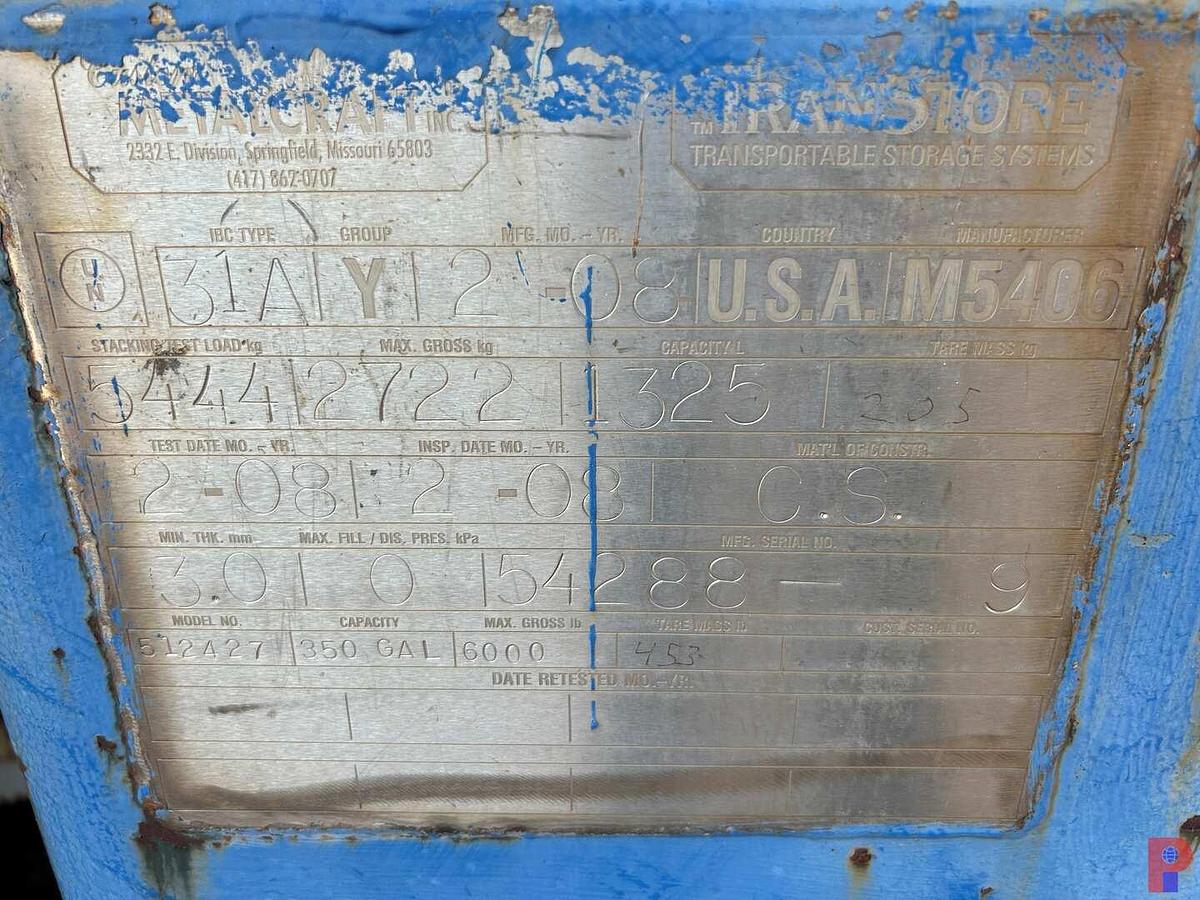 METALCRAFT INC.
2332 E. Division, Springfield, Missouri 65803
(417) 862-0707
TM TRANSTORE
TRANSPORTABLE STORAGE SYSTEMS
IBC TYPE GROUP MFG. MO. - YR. COUNTRY MANUFACTURER
UN 31A Y 2 - 08 U.S.A. M5406
STACKING TEST LOAD kg MAX. GROSS kg CAPACITY L TARE MASS kg
5444 2722 1325 205
TEST DATE MO. - YR. INSP. DATE MO. - YR. MAT'L OF CONSTR.
2 - 08 2 - 08 C.S.
MIN. THK. mm MAX. FILL / DIS. PRES. kPa MFG. SERIAL NO.
3.0 0 54288 - 9
MODEL NO. CAPACITY MAX. GROSS lb TARE MASS lb CUST. SERIAL NO.
512427 350 GAL 6000 453
DATE RETESTED MO. - YR.